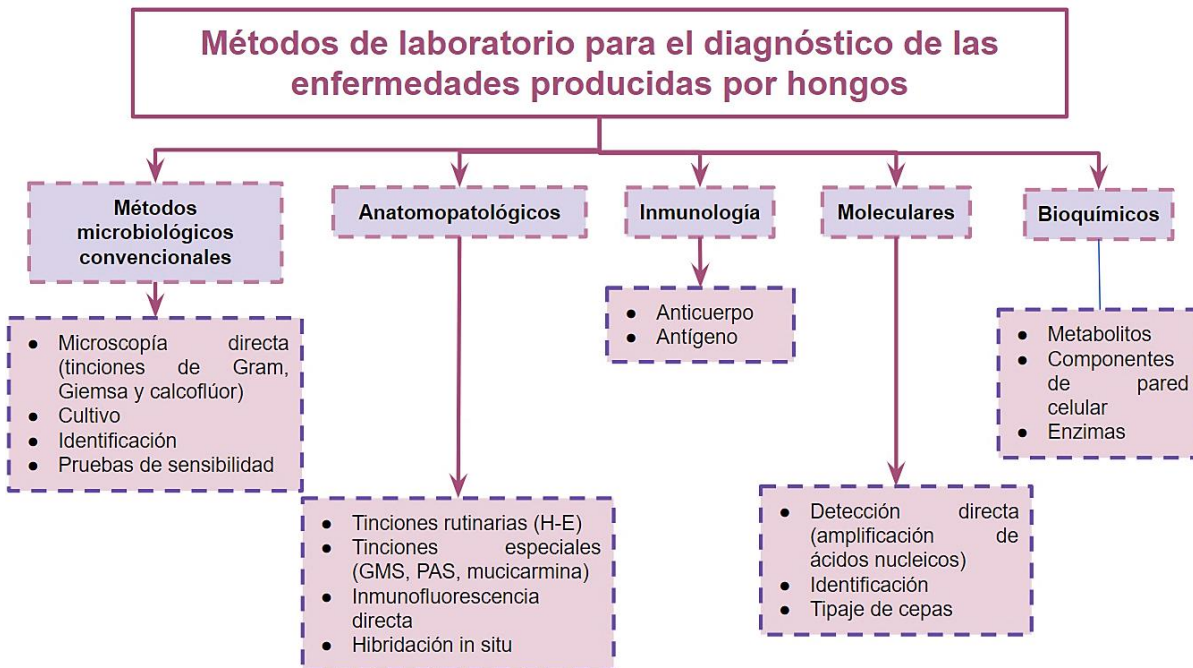 Métodos de laboratorio para el diagnóstico de las
enfermedades producidas por hongos
Métodos
microbiológicos
convencionales
Anatomopatológicos
Inmunología
Moleculares
Bioquímicos
● Microscopía directa
(tinciones de Gram,
Giemsa y calcoflúor)
● Cultivo
● Identificación
● Pruebas de sensibilidad
● Tinciones rutinarias (H-E)
● Tinciones especiales
(GMS, PAS, mucicarmina)
● Inmunofluorescencia
directa
● Hibridación in situ
● Anticuerpo
● Antígeno
● Detección directa
(amplificación de
ácidos nucleicos)
● Identificación
● Tipaje de cepas
● Metabolitos
● Componentes
de pared
celular
● Enzimas